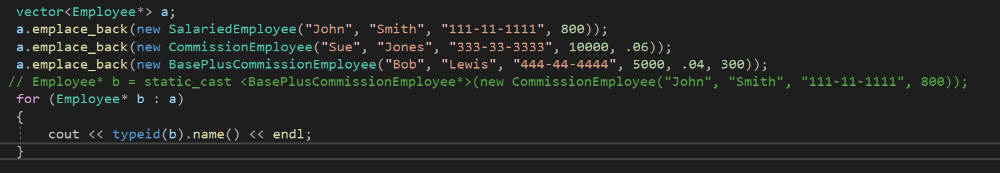 vector<Employee*> a;
a.emplace_back(new SalariedEmployee("John", "Smith", "111-11-1111", 800));
a.emplace_back(new CommissionEmployee("Sue", "Jones", "333-33-3333", 10000, .06));
a.emplace_back(new BasePlusCommissionEmployee("Bob", "Lewis", "444-44-4444", 5000, .04, 300));
// Employee* b = static_cast <BasePlusCommissionEmployee*>(new CommissionEmployee("John", "Smith", "111-11-1111", 800));
for (Employee* b : a)
{
    cout << typeid(b).name() << endl;
}